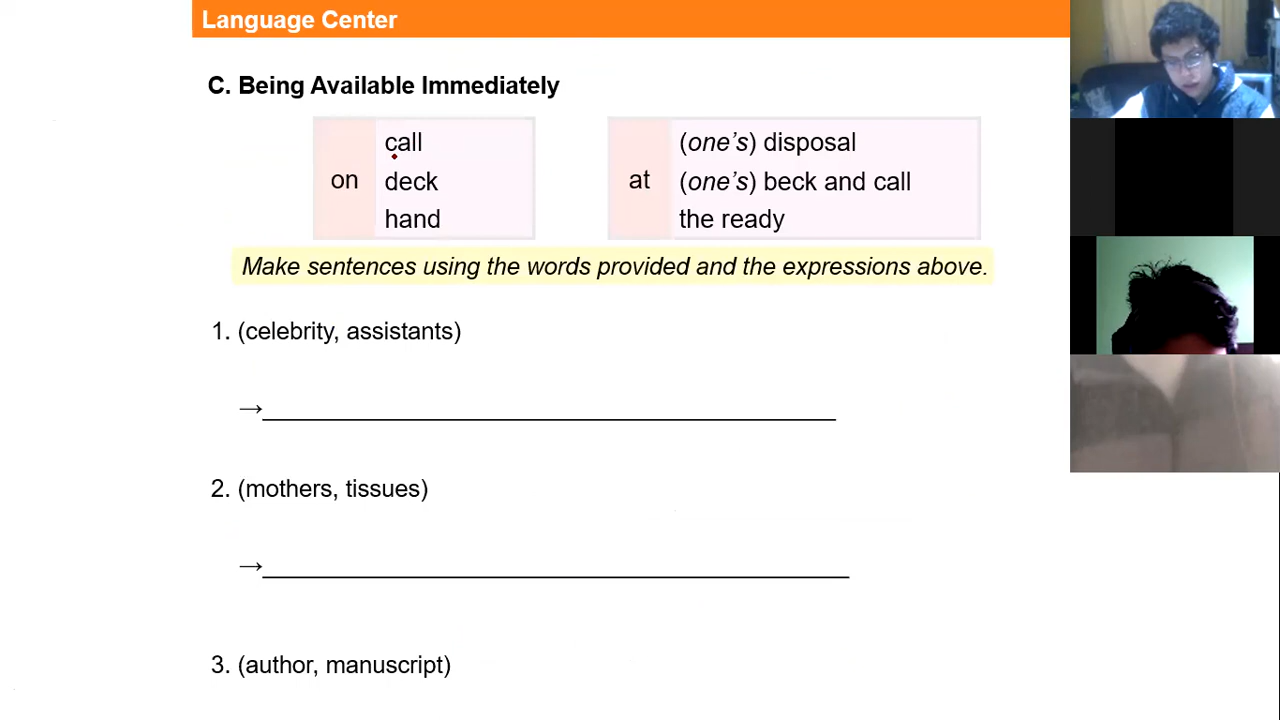 Language Center
C. Being Available Immediately
on
call
deck
hand
at
(one's) disposal
(one's) beck and call
the ready
Make sentences using the words provided and the expressions above.
1. (celebrity, assistants)
→
2. (mothers, tissues)
→
3. (author, manuscript)